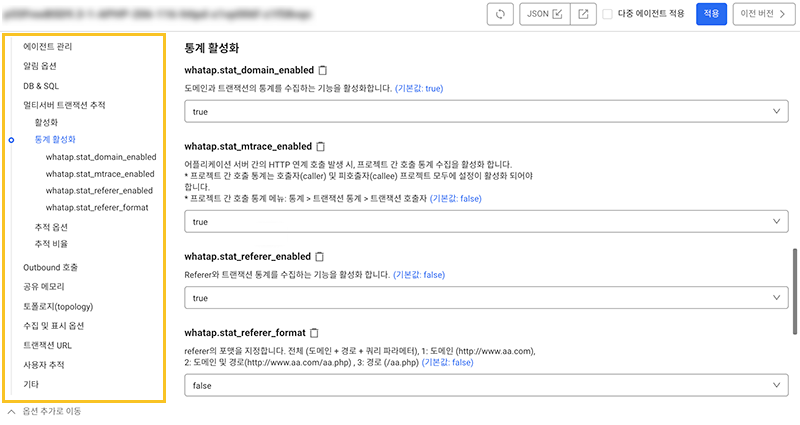 JSON
다중 에이전트 적용
적용
이전 버전
에이전트 관리
알림 옵션
DB & SQL
멀티서버 트랜잭션 추적
활성화
통계 활성화
whatap.stat_domain_enabled
whatap.stat_mtrace_enabled
whatap.stat_referer_enabled
whatap.stat_referer_format
추적 옵션
추적 비율
Outbound 호출
공유 메모리
토폴로지(topology)
수집 및 표시 옵션
트랜잭션 URL
사용자 추적
기타
옵션 추가로 이동
통계 활성화
whatap.stat_domain_enabled
도메인과 트랜잭션의 통계를 수집하는 기능을 활성화합니다. (기본값: true)
true
whatap.stat_mtrace_enabled
어플리케이션 서버 간의 HTTP 연계 호출 발생 시, 프로젝트 간 호출 통계 수집을 활성화 합니다.
* 프로젝트 간 호출 통계는 호출자(caller) 및 피호출자(callee) 프로젝트 모두에 설정이 활성화 되어야
합니다.
* 프로젝트 간 호출 통계 메뉴: 통계 > 트랜잭션 통계 > 트랜잭션 호출자 (기본값: false)
true
whatap.stat_referer_enabled
Referer와 트랜잭션 통계를 수집하는 기능을 활성화 합니다. (기본값: false)
true
whatap.stat_referer_format
referer의 포맷을 지정합니다. 전체 (도메인 + 경로 + 쿼리 파라메터), 1: 도메인 (http://www.aa.com),
2: 도메인 및 경로(http://www.aa.com/aa.php) , 3: 경로 (/aa.php) (기본값: false)
false